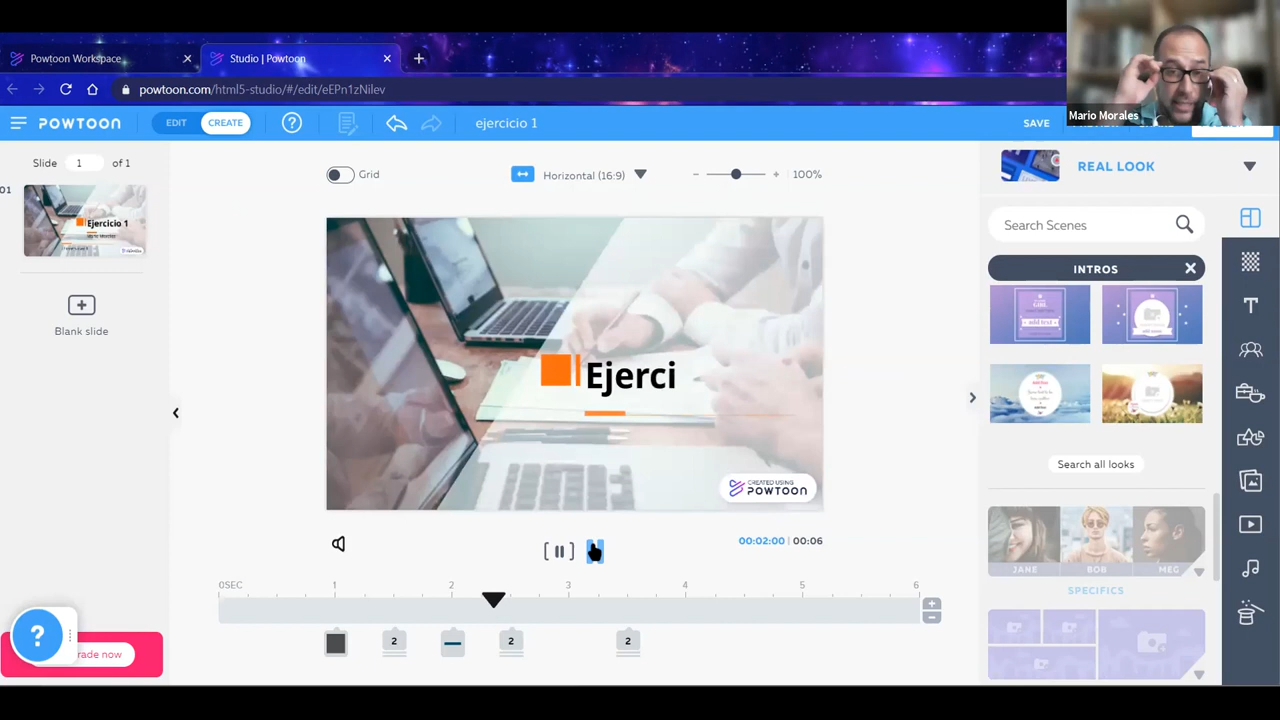 Powtoon Workspace
Studio | Powtoon
powtoon.com/html5-studio/#/edit/eEPn1zNilev
Mario Morales
POWTOON
EDIT
CREATE
?
ejercicio 1
SAVE
Slide 1 of 1
Grid
Horizontal (16:9)
100%
REAL LOOK
01
Ejercicio 1
Search Scenes
INTROS
Blank slide
Ejerci
CREATED USING
POWTOON
Search all looks
JANE
BOB
MEG
SPECIFICS
00:02:00 | 00:06
0SEC 1 2 3 4 5 6
2
2
2
?
rade now